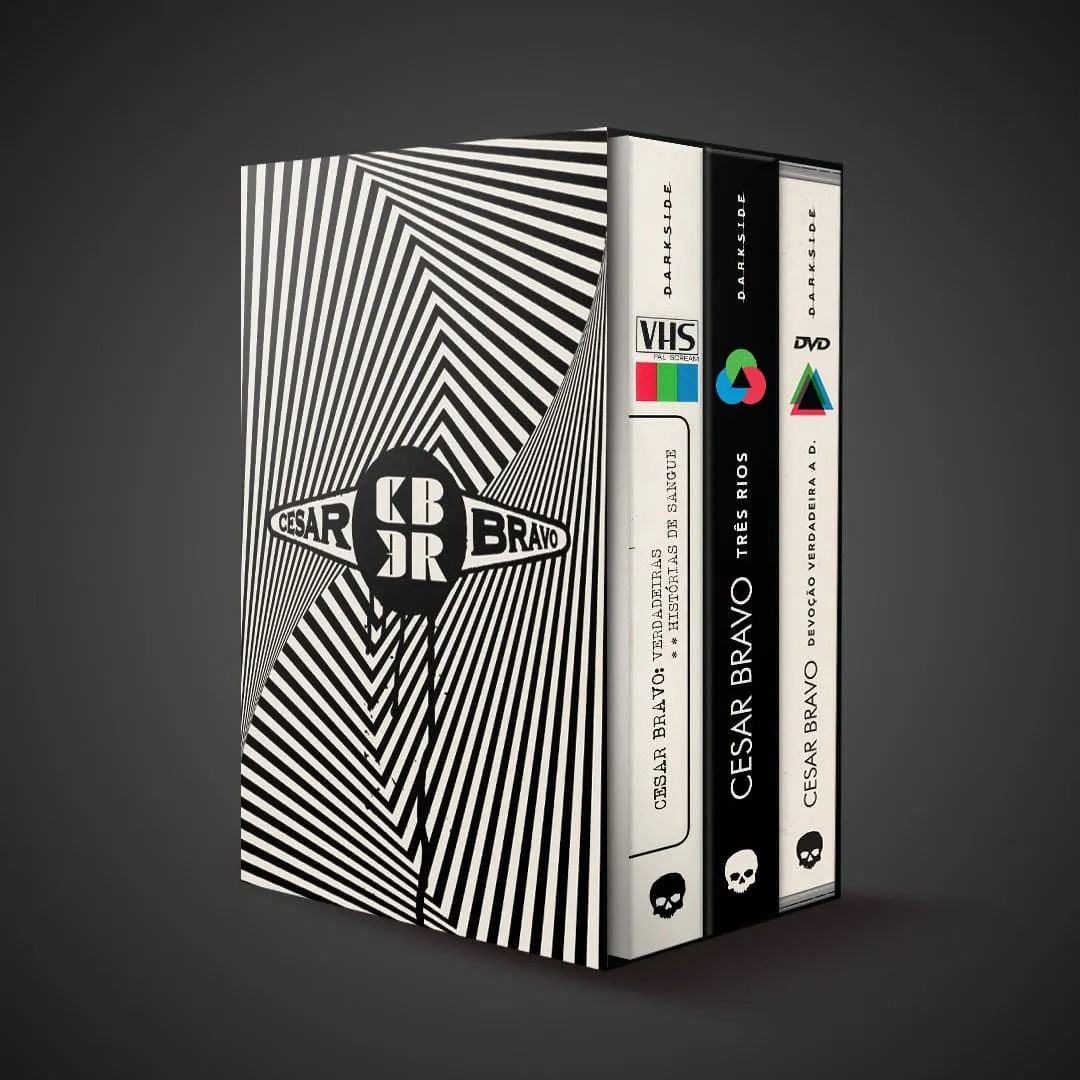 CESAR BRAVO
CB
JR
DARKSIDE
VHS
PAL SCREAM
CESAR BRAVO: VERDADEIRAS
* * HISTÓRIAS DE SANGUE
DARKSIDE
CESAR BRAVO TRÊS RIOS
DARKSIDE
DVD
CESAR BRAVO DEVOÇÃO VERDADEIRA A D.